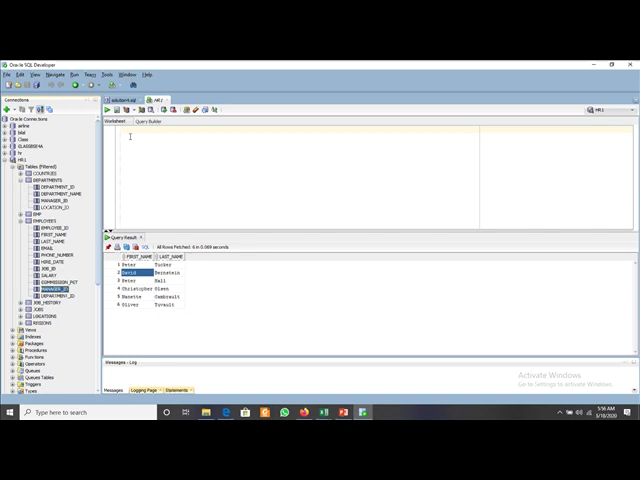 Oracle SQL Developer
File Edit View Navigate Run Team Tools Window Help
Connections
solution4.sql HR1
Oracle Connections
airline
bilal
Class
hr
HR1
Tables (Filtered)
COUNTRIES
DEPARTMENTS
DEPARTMENT_ID
DEPARTMENT_NAME
MANAGER_ID
LOCATION_ID
EMP
EMPLOYEES
EMPLOYEE_ID
FIRST_NAME
LAST_NAME
EMAIL
PHONE_NUMBER
HIRE_DATE
JOB_ID
SALARY
COMMISSION_PCT
MANAGER_ID
DEPARTMENT_ID
JOB_HISTORY
JOBS
LOCATIONS
REGIONS
Views
Indexes
Packages
Procedures
Functions
Operators
Queues
Queues Tables
Triggers
Types
HR1
Worksheet Query Builder
Query Result
SQL All Rows Fetched: 6 in 0.069 seconds
FIRST_NAME LAST_NAME
1 Peter Tucker
2 David Bernstein
3 Peter Hall
4 Christopher Olsen
5 Nanette Cambrault
6 Oliver Tuvault
Messages - Log
Messages Logging Page Statements
Activate Windows
Go to Settings to activate Windows.
Type here to search
5:56 AM
5/18/2020